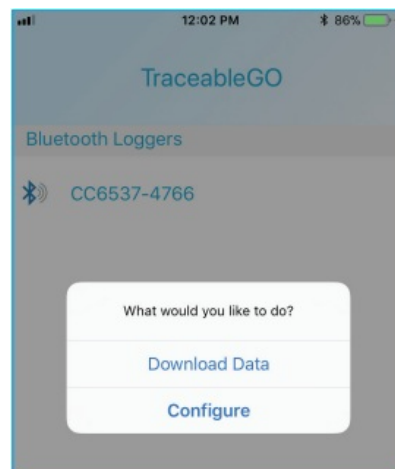 12:02 PM
86%
TraceableGO
Bluetooth Loggers
CC6537-4766
What would you like to do?
Download Data
Configure